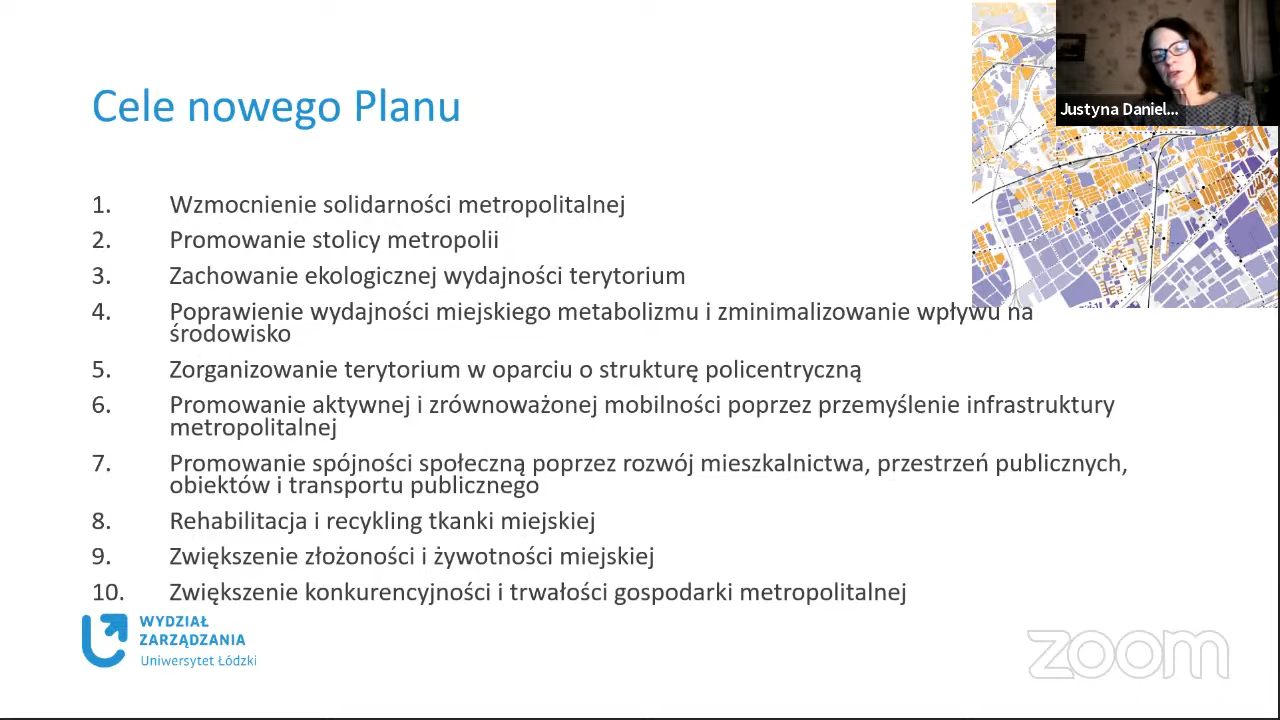 Cele nowego Planu
Justyna Daniel...
1. Wzmocnienie solidarności metropolitalnej
2. Promowanie stolicy metropolii
3. Zachowanie ekologicznej wydajności terytorium
4. Poprawienie wydajności miejskiego metabolizmu i zminimalizowanie wpływu na
środowisko
5. Zorganizowanie terytorium w oparciu o strukturę policentryczną
6. Promowanie aktywnej i zrównoważonej mobilności poprzez przemyślenie infrastruktury
metropolitalnej
7. Promowanie spójności społeczną poprzez rozwój mieszkalnictwa, przestrzeń publicznych,
obiektów i transportu publicznego
8. Rehabilitacja i recykling tkanki miejskiej
9. Zwiększenie złożoności i żywotności miejskiej
10. Zwiększenie konkurencyjności i trwałości gospodarki metropolitalnej
WYDZIAŁ
ZARZĄDZANIA
Uniwersytet Łódzki
zoom